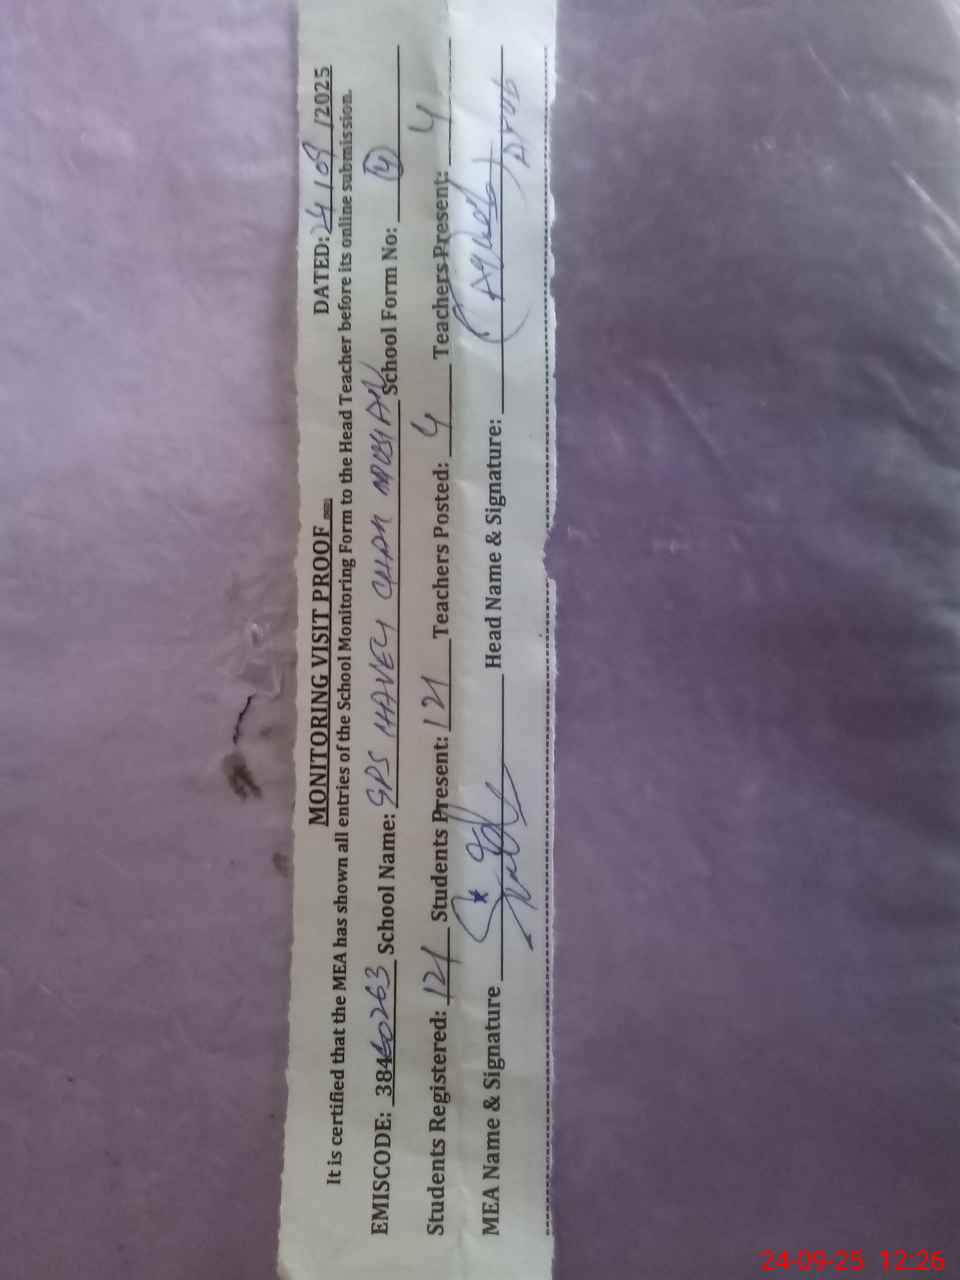 MONITORING VISIT PROOF DATED: 24/09/2025
It is certified that the MEA has shown all entries of the School Monitoring Form to the Head Teacher before its online submission.
EMISCODE: 38460263 School Name: GPS HAVELY School Form No: (4)
Students Registered: 121 Students Present: 121 Teachers Posted: 4 Teachers Present: 4
MEA Name & Signature Head Name & Signature:
24-09-25 12:26